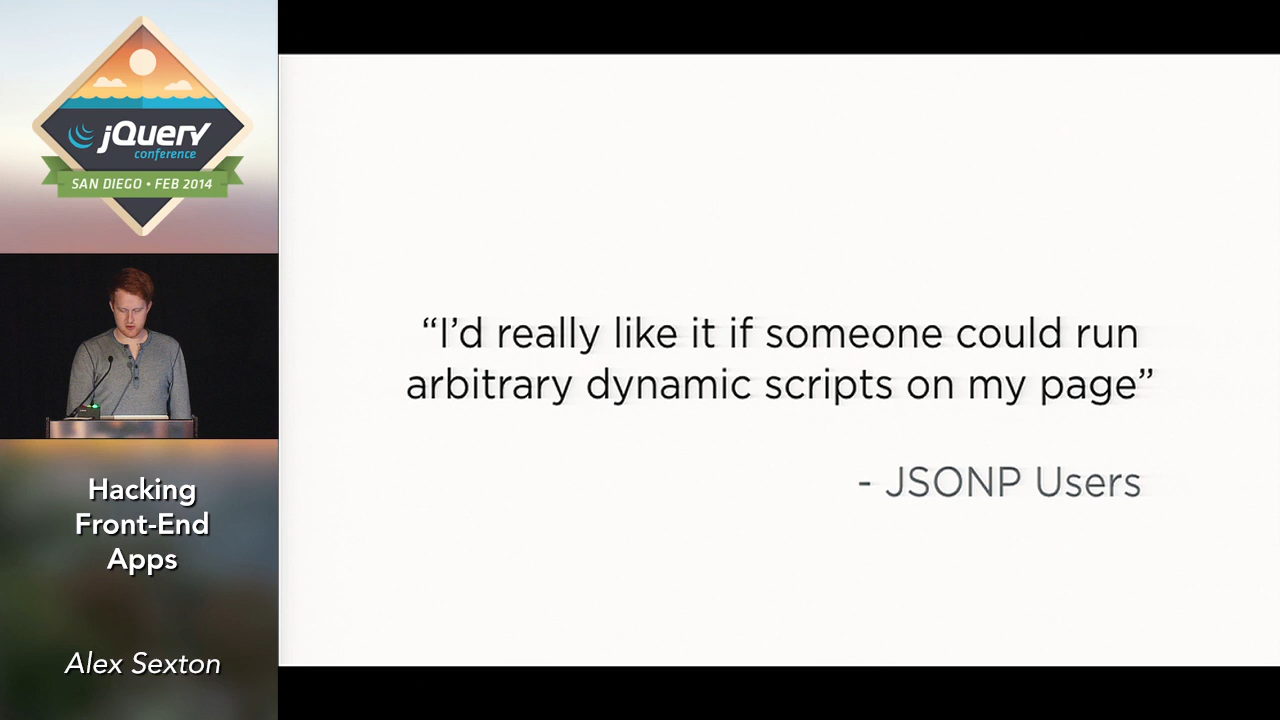 jQuery
conference
SAN DIEGO • FEB 2014
Hacking
Front-End
Apps
Alex Sexton
“I’d really like it if someone could run
arbitrary dynamic scripts on my page”
- JSONP Users